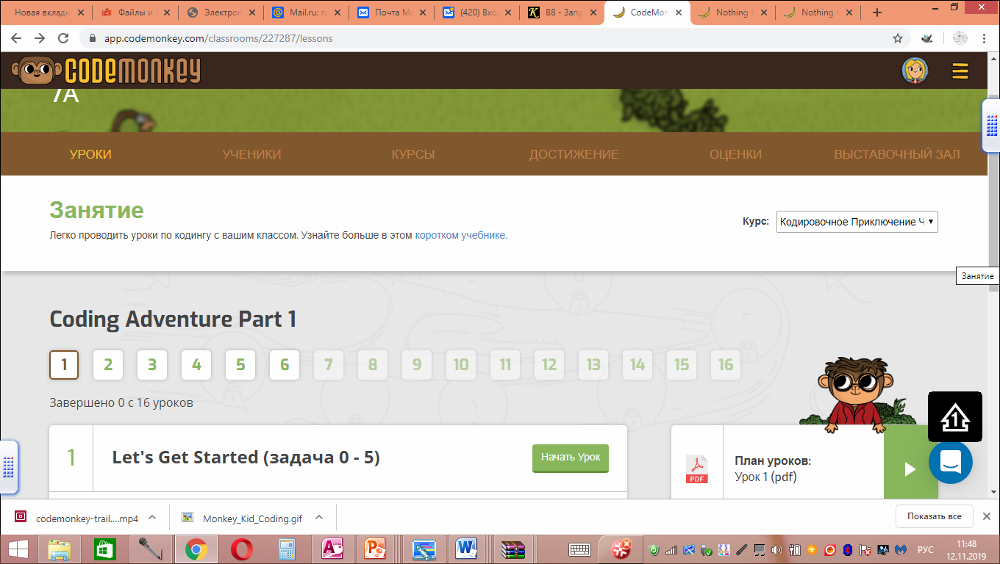 Новая вклад
Файлы и
Электрон
Mail.ru: п
Почта Ma
(420) Вхо
B8 - Запр
CodeMon
Nothing f
Nothing f
app.codemonkey.com/classrooms/227287/lessons
CODEMONKEY
7A
УРОКИ
УЧЕНИКИ
КУРСЫ
ДОСТИЖЕНИЕ
ОЦЕНКИ
ВЫСТАВОЧНЫЙ ЗАЛ
Занятие
Курс: Кодировочное Приключение Ч
Легко проводить уроки по кодингу с вашим классом. Узнайте больше в этом коротком учебнике.
Занятие
Coding Adventure Part 1
1 2 3 4 5 6 7 8 9 10 11 12 13 14 15 16
Завершено 0 с 16 уроков
1
Let's Get Started (задача 0 - 5)
Начать Урок
PDF
План уроков:
Урок 1 (pdf)
1
codemonkey-trail....mp4
Monkey_Kid_Coding.gif
Показать все
РУС
11:48
12.11.2019